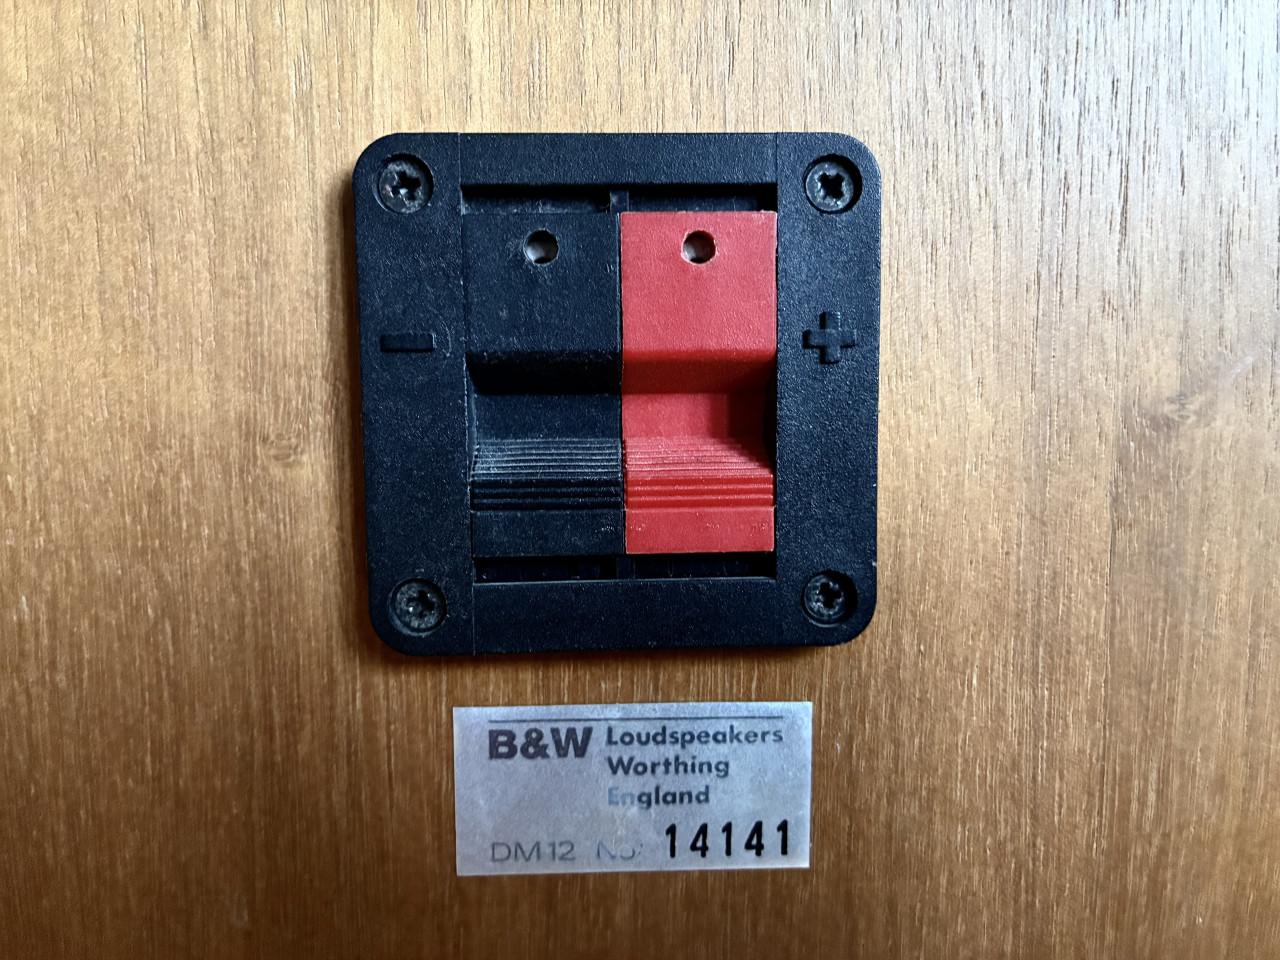 - +
B&W Loudspeakers
Worthing
England
DM12 No: 14141